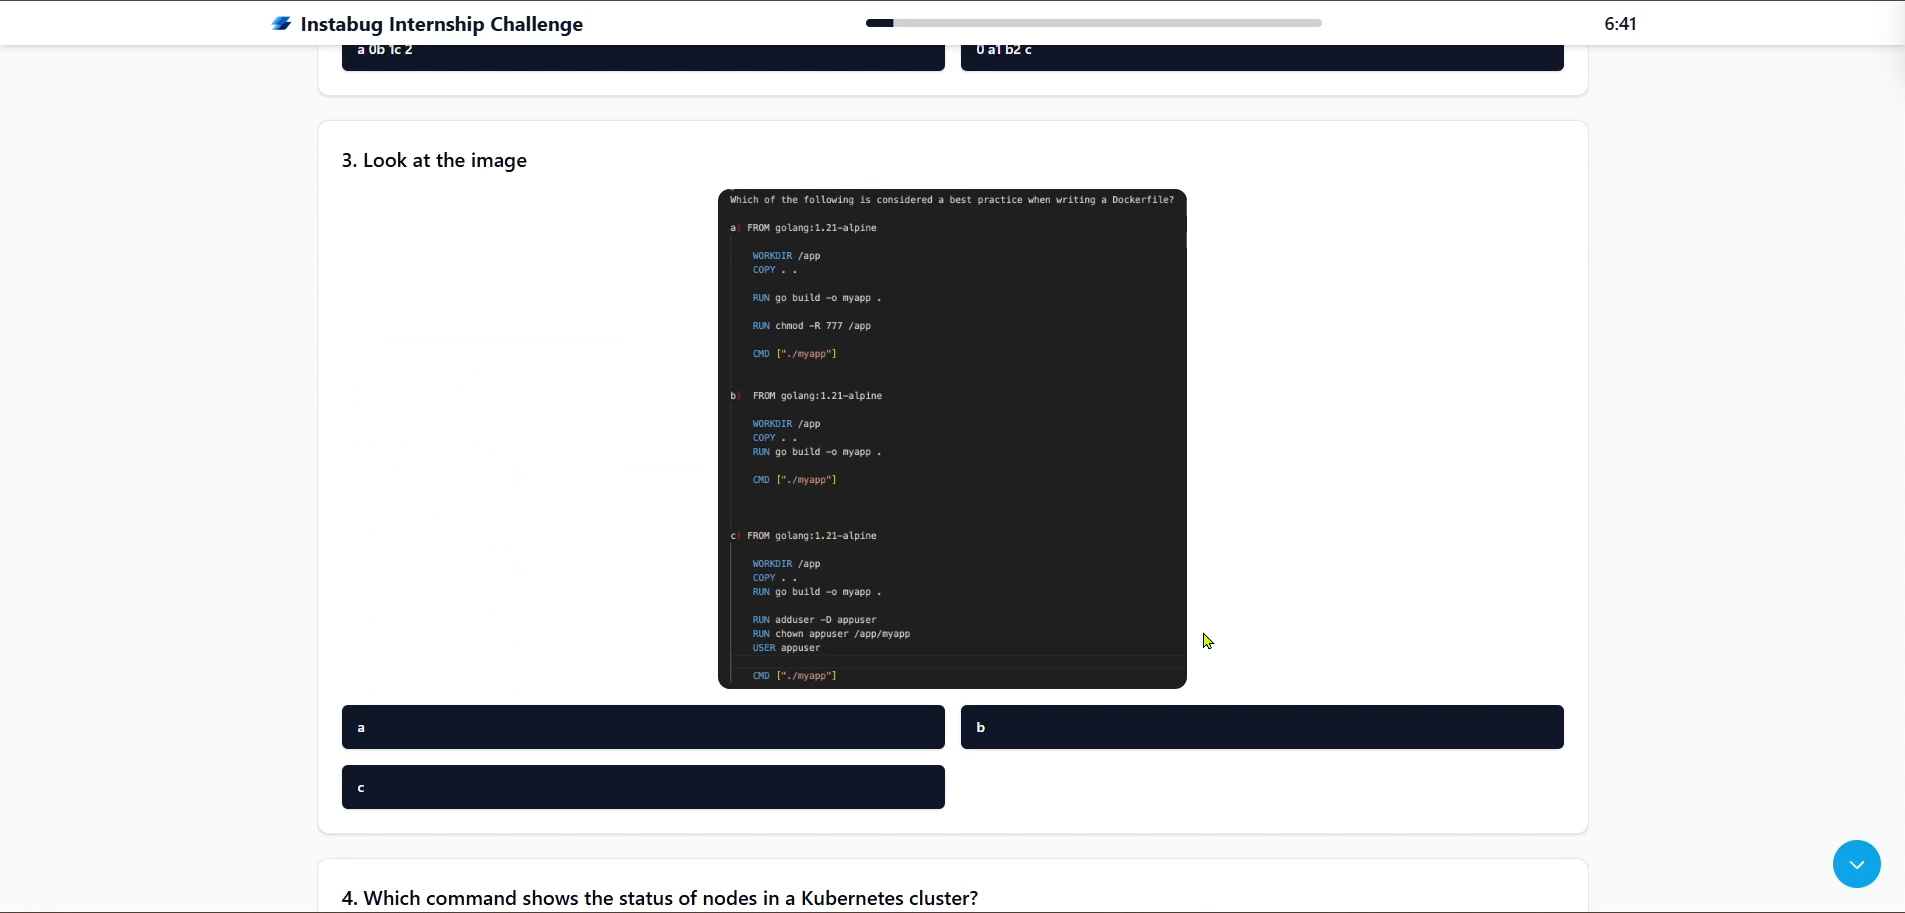 Instabug Internship Challenge
6:41
a 0b 1c 2
0 a1 b2 c
3. Look at the image
Which of the following is considered a best practice when writing a Dockerfile?
a) FROM golang:1.21-alpine
WORKDIR /app
COPY . .
RUN go build -o myapp .
RUN chmod -R 777 /app
CMD ["./myapp"]
b) FROM golang:1.21-alpine
WORKDIR /app
COPY . .
RUN go build -o myapp .
CMD ["./myapp"]
c) FROM golang:1.21-alpine
WORKDIR /app
COPY . .
RUN go build -o myapp .
RUN adduser -D appuser
RUN chown appuser /app/myapp
USER appuser
CMD ["./myapp"]
a
b
c
4. Which command shows the status of nodes in a Kubernetes cluster?